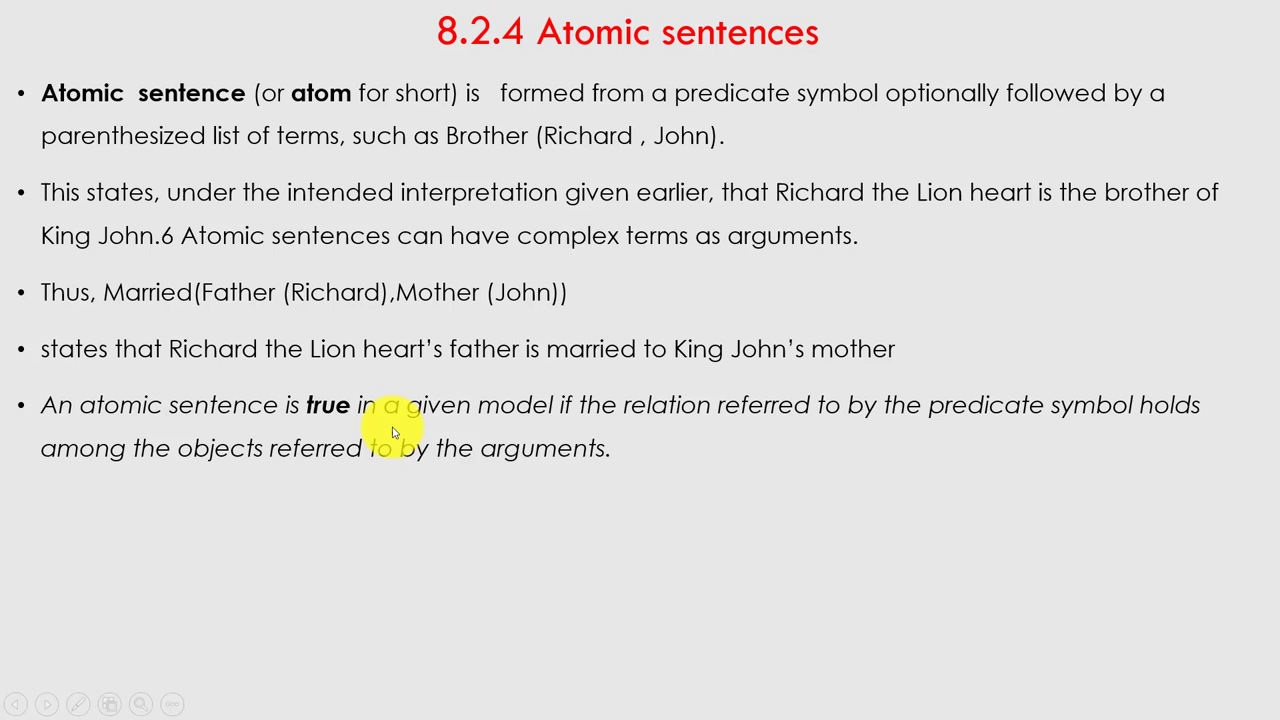 8.2.4 Atomic sentences
• Atomic sentence (or atom for short) is formed from a predicate symbol optionally followed by a
parenthesized list of terms, such as Brother (Richard , John).
• This states, under the intended interpretation given earlier, that Richard the Lion heart is the brother of
King John.6 Atomic sentences can have complex terms as arguments.
• Thus, Married(Father (Richard),Mother (John))
• states that Richard the Lion heart’s father is married to King John’s mother
• An atomic sentence is true in a given model if the relation referred to by the predicate symbol holds
among the objects referred to by the arguments.